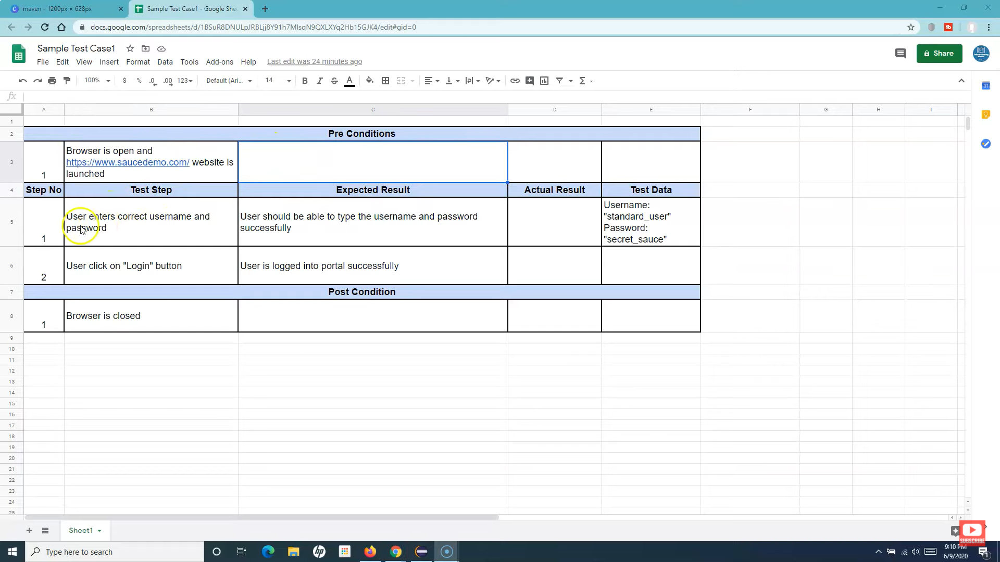 maven - 1200px × 628px
Sample Test Case1 - Google She
docs.google.com/spreadsheets/d/1BSuR8DNULpJRBLjj8Y91h7MIsqN9QXLXYq2Hb15GJK4/edit#gid=0
Sample Test Case1
Share
File Edit View Insert Format Data Tools Add-ons Help Last edit was 24 minutes ago
100% $ % .0 .00 123 Default (Ari... 14 B I S A
fx
A B C D E F G H I
1
2 Pre Conditions
3 1 Browser is open and
https://www.saucedemo.com/ website is
launched
4 Step No Test Step Expected Result Actual Result Test Data
5 1 User enters correct username and
password
User should be able to type the username and password
successfully
Username:
"standard_user"
Password:
"secret_sauce"
6 2 User click on "Login" button User is logged into portal successfully
7 Post Condition
8 1 Browser is closed
9
10
11
12
13
14
15
16
17
18
19
20
21
22
23
24
25
Sheet1
SUBSCRIBE
Type here to search
9:10 PM
6/9/2020